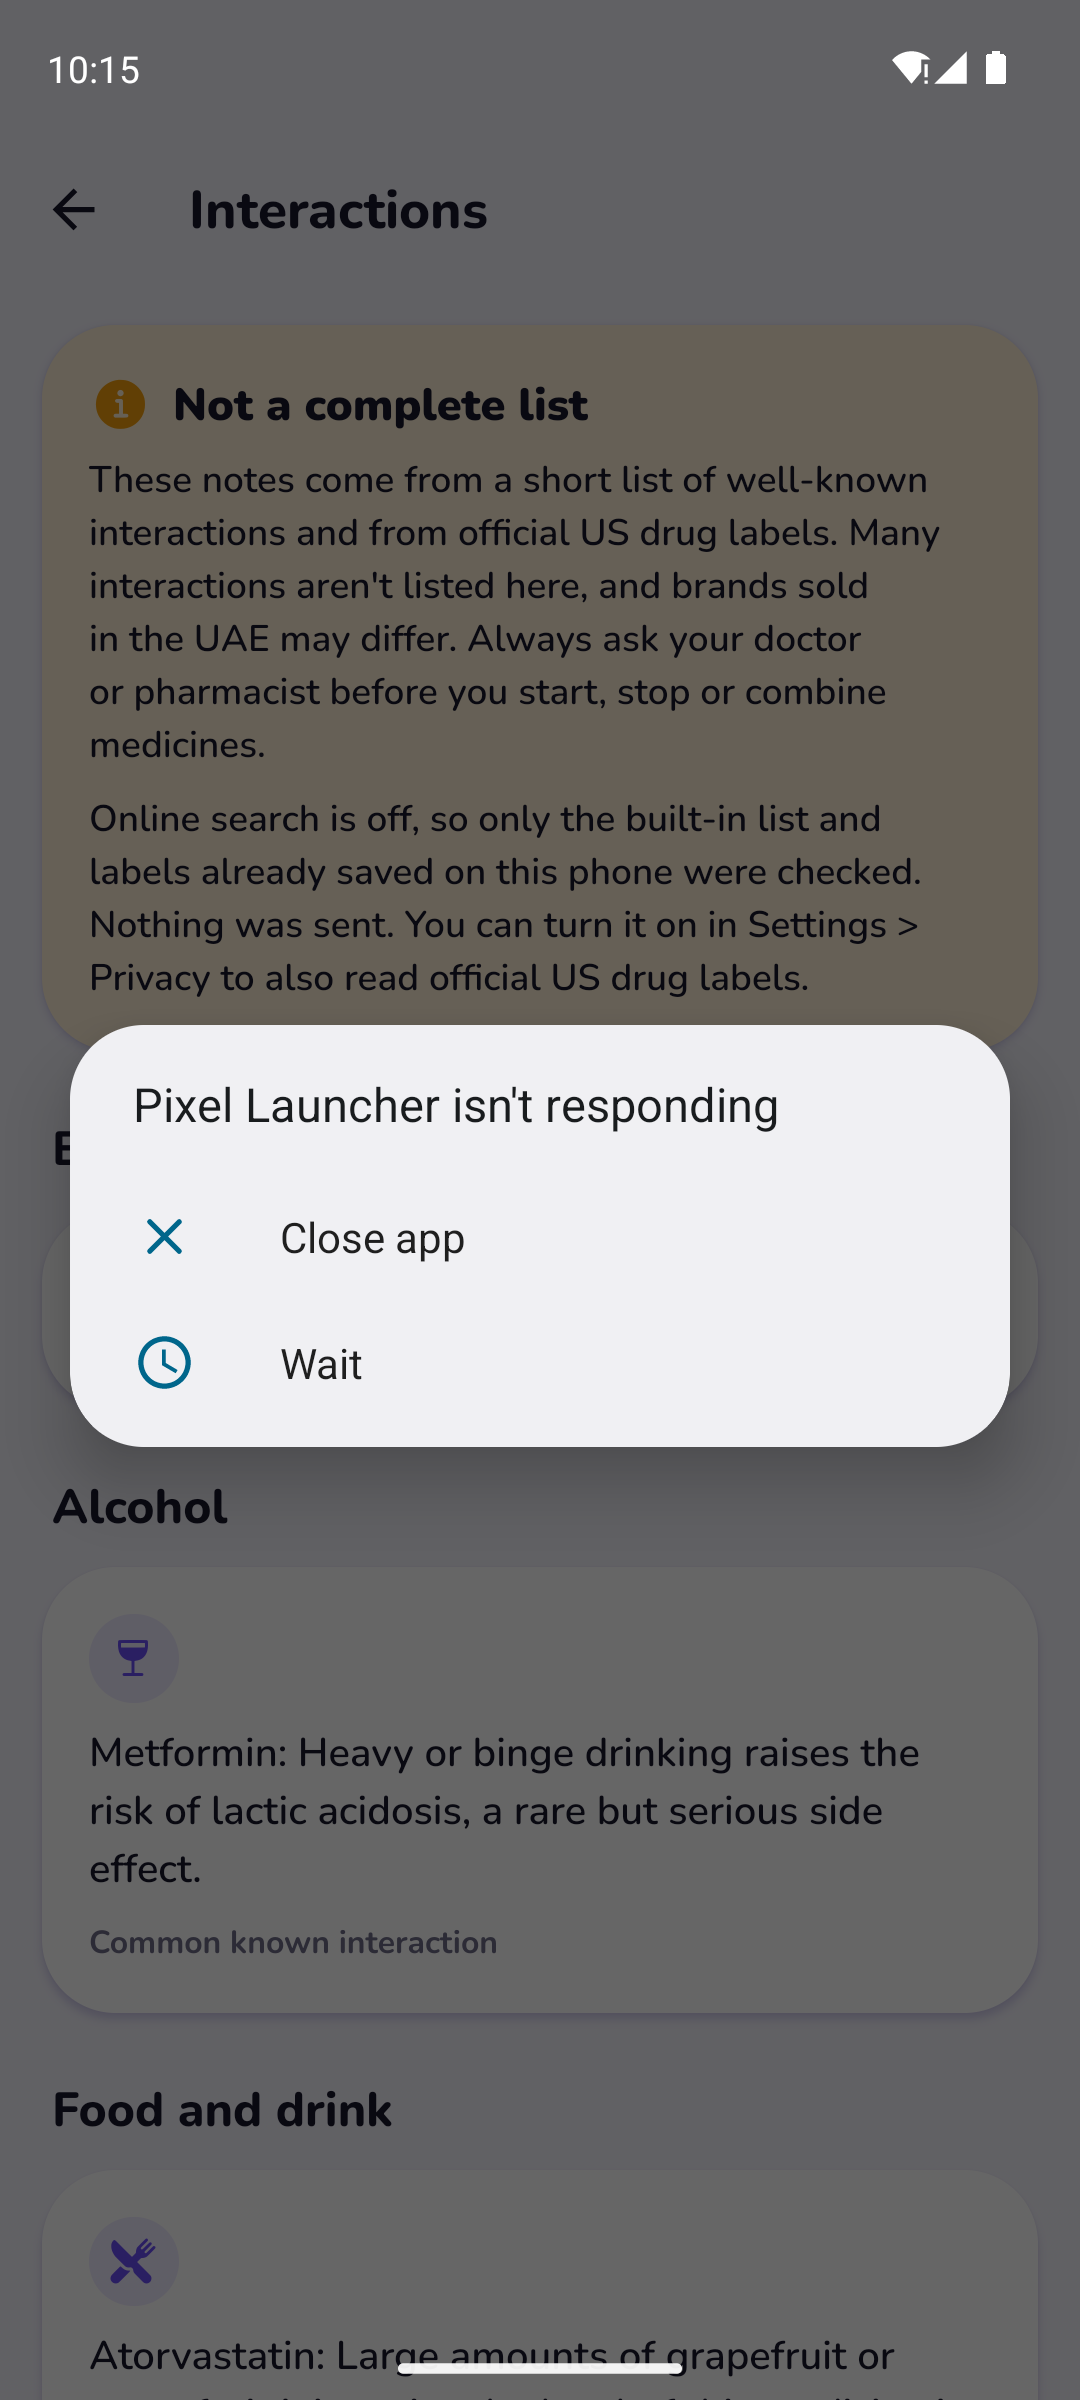 10:15
Interactions
Not a complete list
These notes come from a short list of well-known
interactions and from official US drug labels. Many
interactions aren't listed here, and brands sold
in the UAE may differ. Always ask your doctor
or pharmacist before you start, stop or combine
medicines.
Online search is off, so only the built-in list and
labels already saved on this phone were checked.
Nothing was sent. You can turn it on in Settings >
Privacy to also read official US drug labels.
Pixel Launcher isn't responding
Close app
Wait
Alcohol
Metformin: Heavy or binge drinking raises the
risk of lactic acidosis, a rare but serious side
effect.
Common known interaction
Food and drink
Atorvastatin: Large amounts of grapefruit or